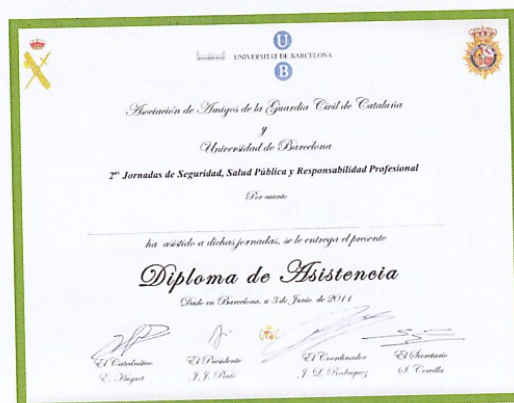 U
UNIVERSITAT DE BARCELONA
B
Asociación de Amigos de la Guardia Civil de Cataluña
y
Universidad de Barcelona
2ªˢ Jornadas de Seguridad, Salud Pública y Responsabilidad Profesional
Por cuanto
ha asistido a dichas jornadas, se le entrega el presente
Diploma de Asistencia
Dado en Barcelona, a 3 de Junio de 2011
El Catedrático El Presidente El Coordinador El Secretario
E. Huguet J. J. J. L. Rodríguez S. Cervilla